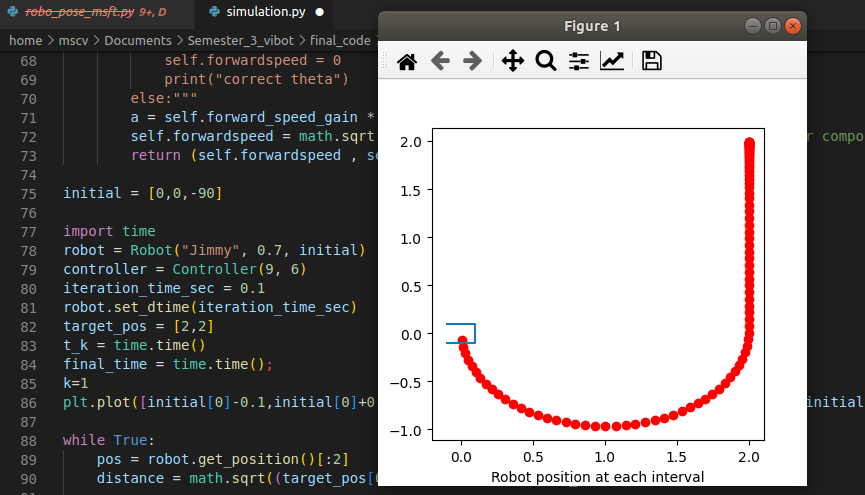 robo_pose_msft.py 9+, D
simulation.py
Figure 1
home > mscv > Documents > Semester_3_vibot > final_code
68 self.forwardspeed = 0
69 print("correct theta")
70 else:"""
71 a = self.forward_speed_gain *
72 self.forwardspeed = math.sqrt
73 return (self.forwardspeed , se
74
75 initial = [0,0,-90]
76
77 import time
78 robot = Robot("Jimmy", 0.7, initial)
79 controller = Controller(9, 6)
80 iteration_time_sec = 0.1
81 robot.set_dtime(iteration_time_sec)
82 target_pos = [2,2]
83 t_k = time.time()
84 final_time = time.time();
85 k=1
86 plt.plot([initial[0]-0.1,initial[0]+0
87
88 while True:
89 pos = robot.get_position()[:2]
90 distance = math.sqrt((target_pos[0
r compo
initial
2.0
1.5
1.0
0.5
0.0
−0.5
−1.0
0.0 0.5 1.0 1.5 2.0
Robot position at each interval